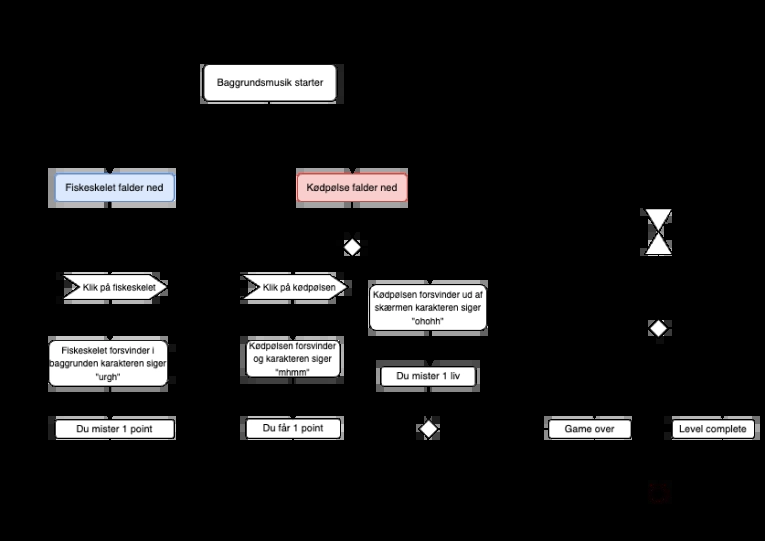 Baggrundsmusik starter
Fiskeskelet falder ned
Kødpølse falder ned
Klik på fiskeskelet
Klik på kødpølsen
Kødpølsen forsvinder ud af
skærmen karakteren siger
"ohohh"
Fiskeskelet forsvinder i
baggrunden karakteren siger
"urgh"
Kødpølsen forsvinder
og karakteren siger
"mhmm"
Du mister 1 liv
Du mister 1 point
Du får 1 point
Game over
Level complete